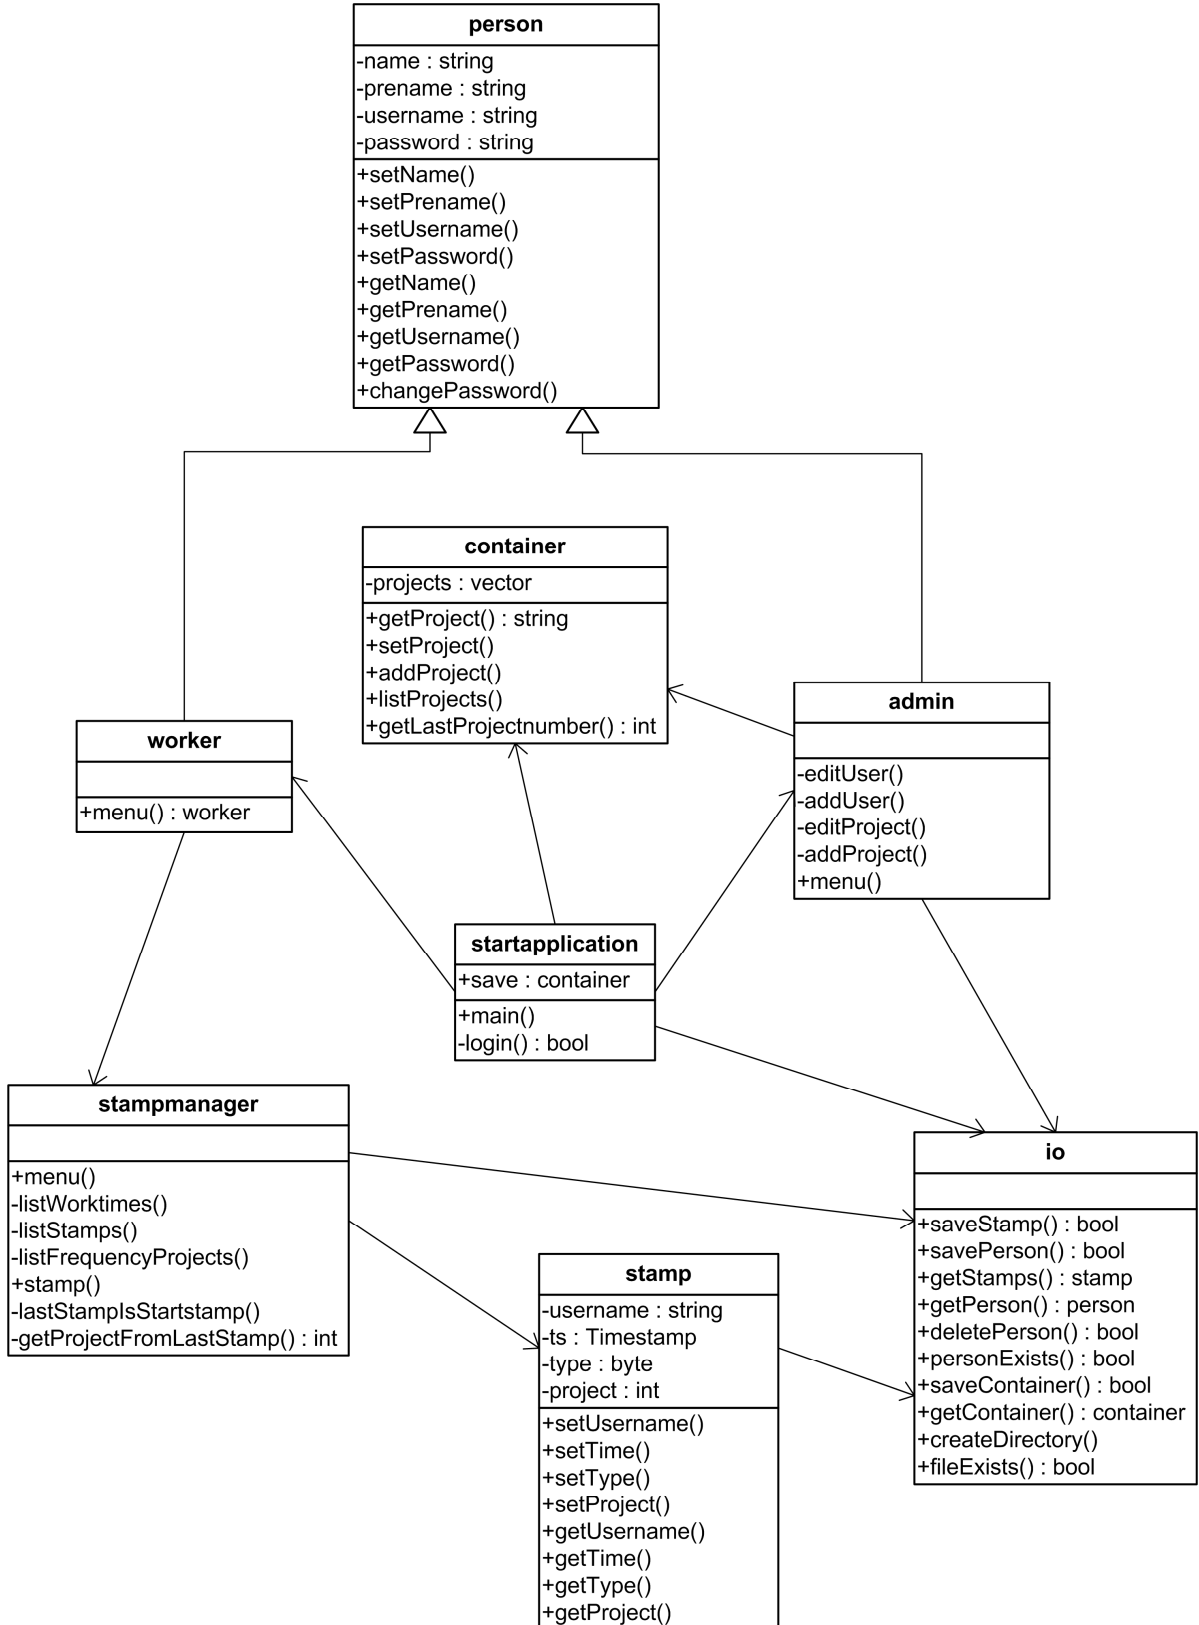 person
-name : string
-prename : string
-username : string
-password : string
+setName()
+setPrename()
+setUsername()
+setPassword()
+getName()
+getPrename()
+getUsername()
+getPassword()
+changePassword()
container
-projects : vector
+getProject() : string
+setProject()
+addProject()
+listProjects()
+getLastProjectnumber() : int
admin
-editUser()
-addUser()
-editProject()
-addProject()
+menu()
worker
+menu() : worker
startapplication
+save : container
+main()
-login() : bool
stampmanager
+menu()
-listWorktimes()
-listStamps()
-listFrequencyProjects()
+stamp()
-lastStampIsStartstamp()
-getProjectFromLastStamp() : int
io
+saveStamp() : bool
+savePerson() : bool
+getStamps() : stamp
+getPerson() : person
+deletePerson() : bool
+personExists() : bool
+saveContainer() : bool
+getContainer() : container
+createDirectory()
+fileExists() : bool
stamp
-username : string
-ts : Timestamp
-type : byte
-project : int
+setUsername()
+setTime()
+setType()
+setProject()
+getUsername()
+getTime()
+getType()
+getProject()